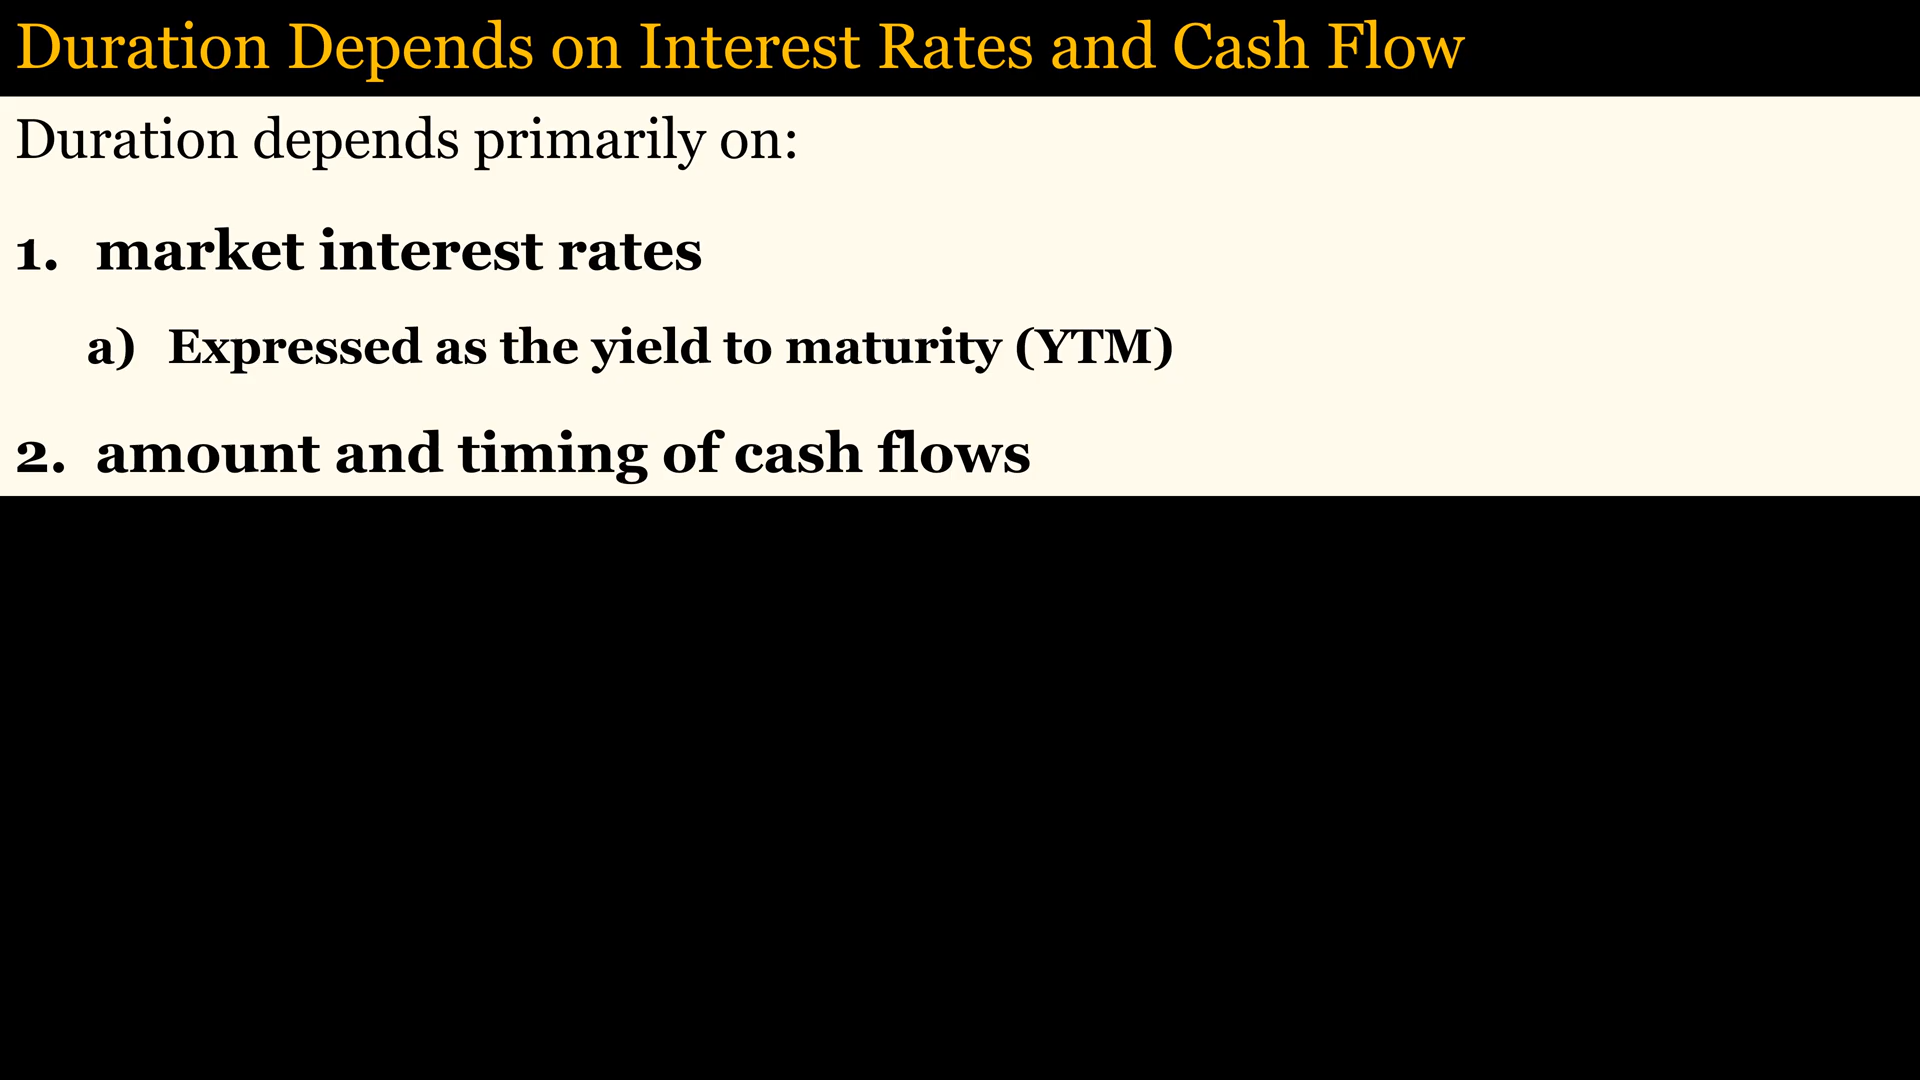 Duration Depends on Interest Rates and Cash Flow
Duration depends primarily on:
1. market interest rates
a) Expressed as the yield to maturity (YTM)
2. amount and timing of cash flows